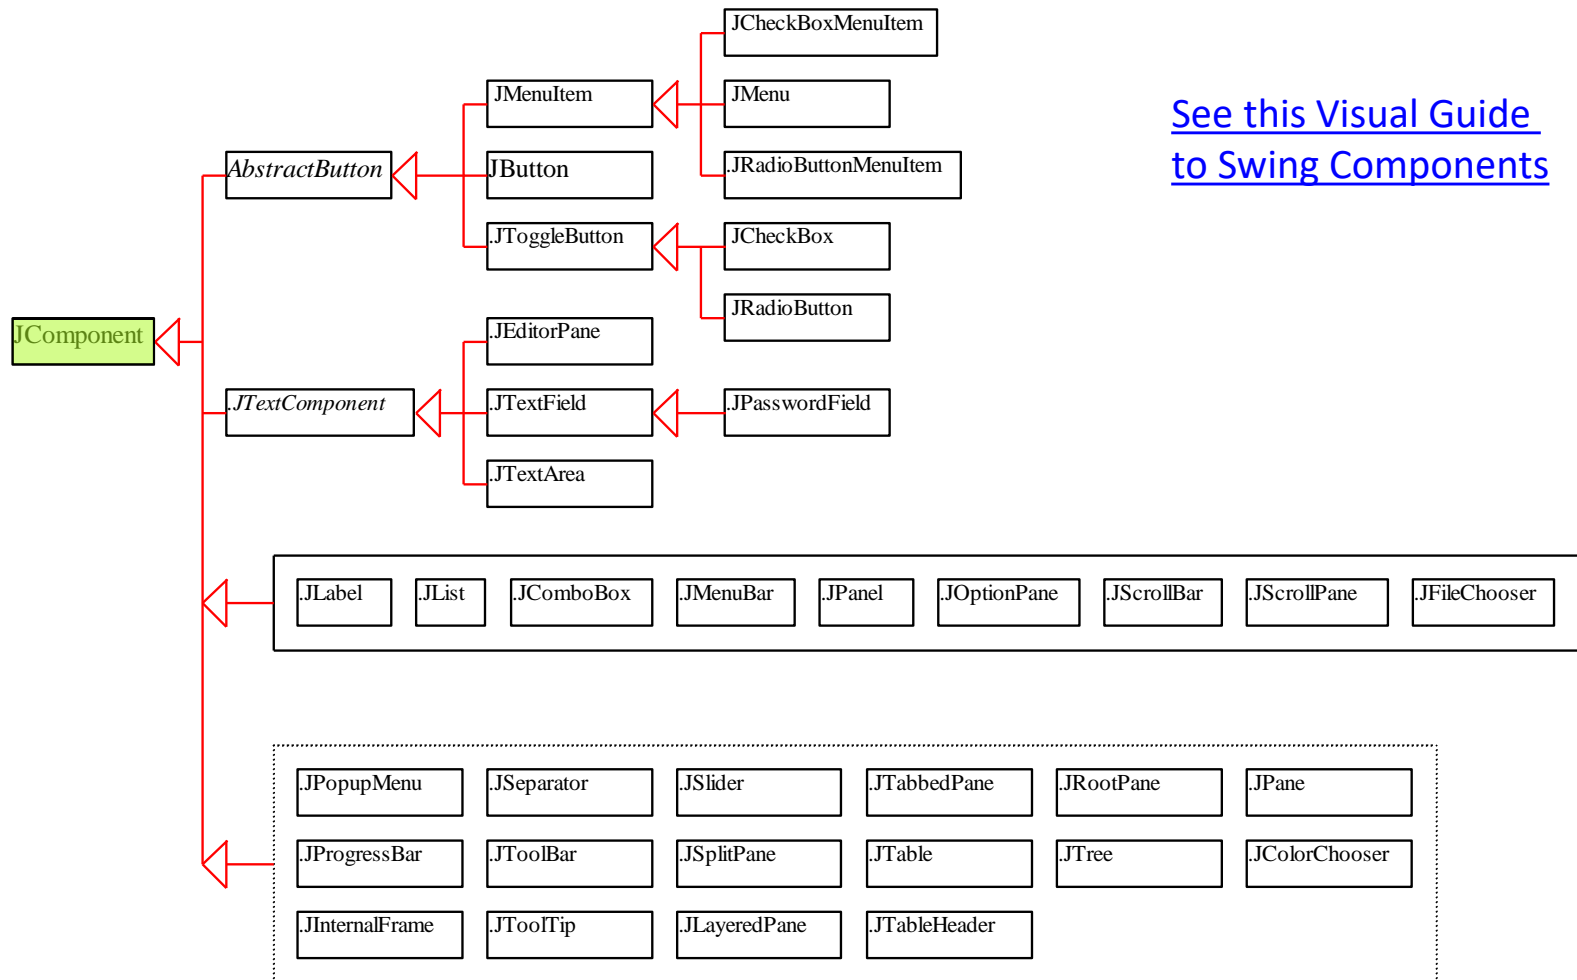 JCheckBoxMenuItem
JMenuItem
JMenu
See this Visual Guide
to Swing Components
AbstractButton
JButton
.JRadioButtonMenuItem
.JToggleButton
JCheckBox
JRadioButton
JComponent
.JEditorPane
.JTextComponent
.JTextField
.JPasswordField
.JTextArea
.JLabel
.JList
.JComboBox
.JMenuBar
.JPanel
.JOptionPane
.JScrollBar
.JScrollPane
.JFileChooser
.JPopupMenu
.JSeparator
.JSlider
.JTabbedPane
.JRootPane
.JPane
.JProgressBar
.JToolBar
.JSplitPane
.JTable
.JTree
.JColorChooser
.JInternalFrame
.JToolTip
.JLayeredPane
.JTableHeader